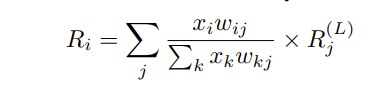 R_i = \sum_j \frac{x_i w_{ij}}{\sum_k x_k w_{kj}} \times R_j^{(L)}